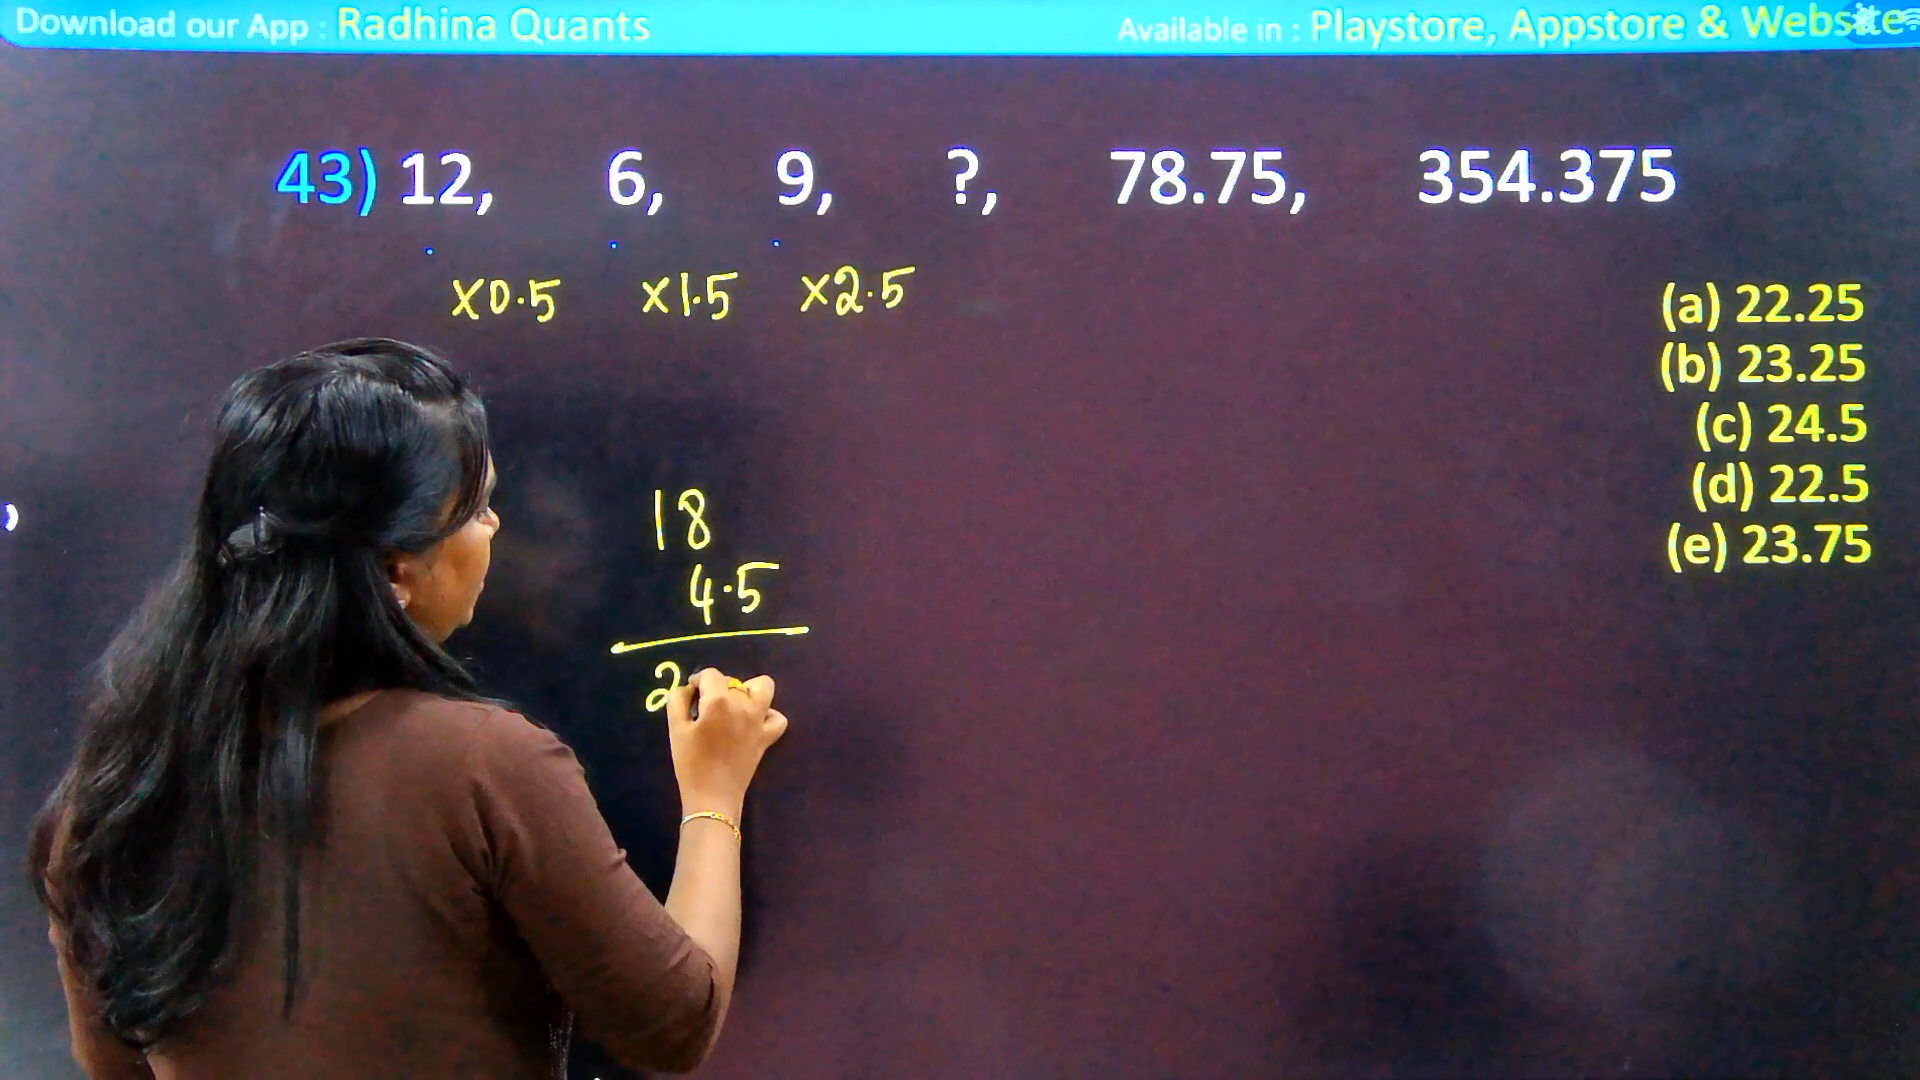 Download our App : Radhina Quants
Available in : Playstore, Appstore & Website
43) 12, 6, 9, ?, 78.75, 354.375
×0.5 ×1.5 ×2.5
(a) 22.25
(b) 23.25
(c) 24.5
(d) 22.5
(e) 23.75
18
4.5
2